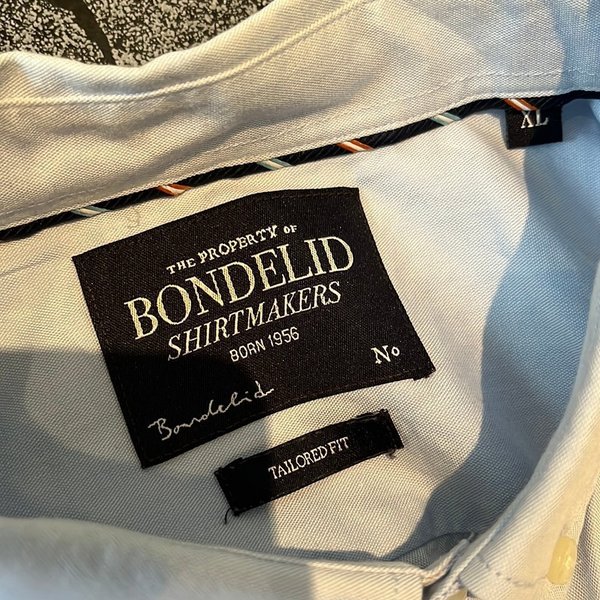 XL
THE PROPERTY OF
BONDELID
SHIRTMAKERS
BORN 1956
No
Bondelid
TAILORED FIT